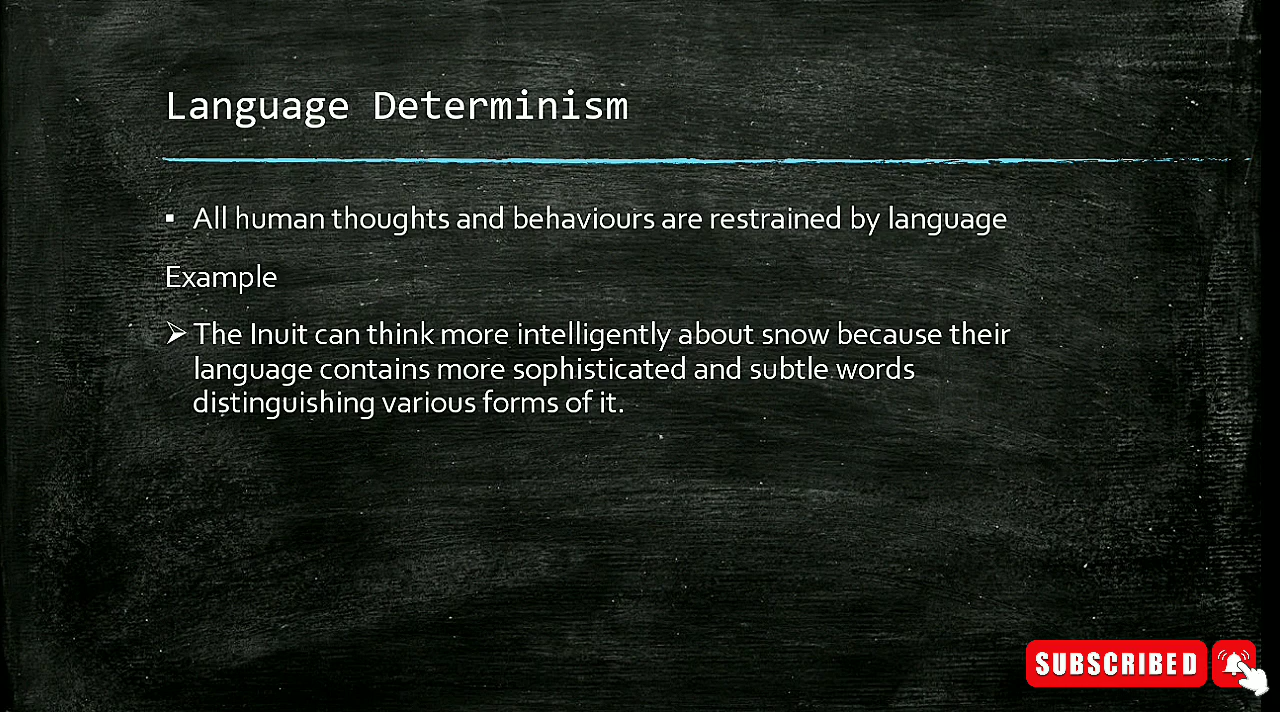 Language Determinism
▪ All human thoughts and behaviours are restrained by language
Example
➢ The Inuit can think more intelligently about snow because their
language contains more sophisticated and subtle words
distinguishing various forms of it.
SUBSCRIBED